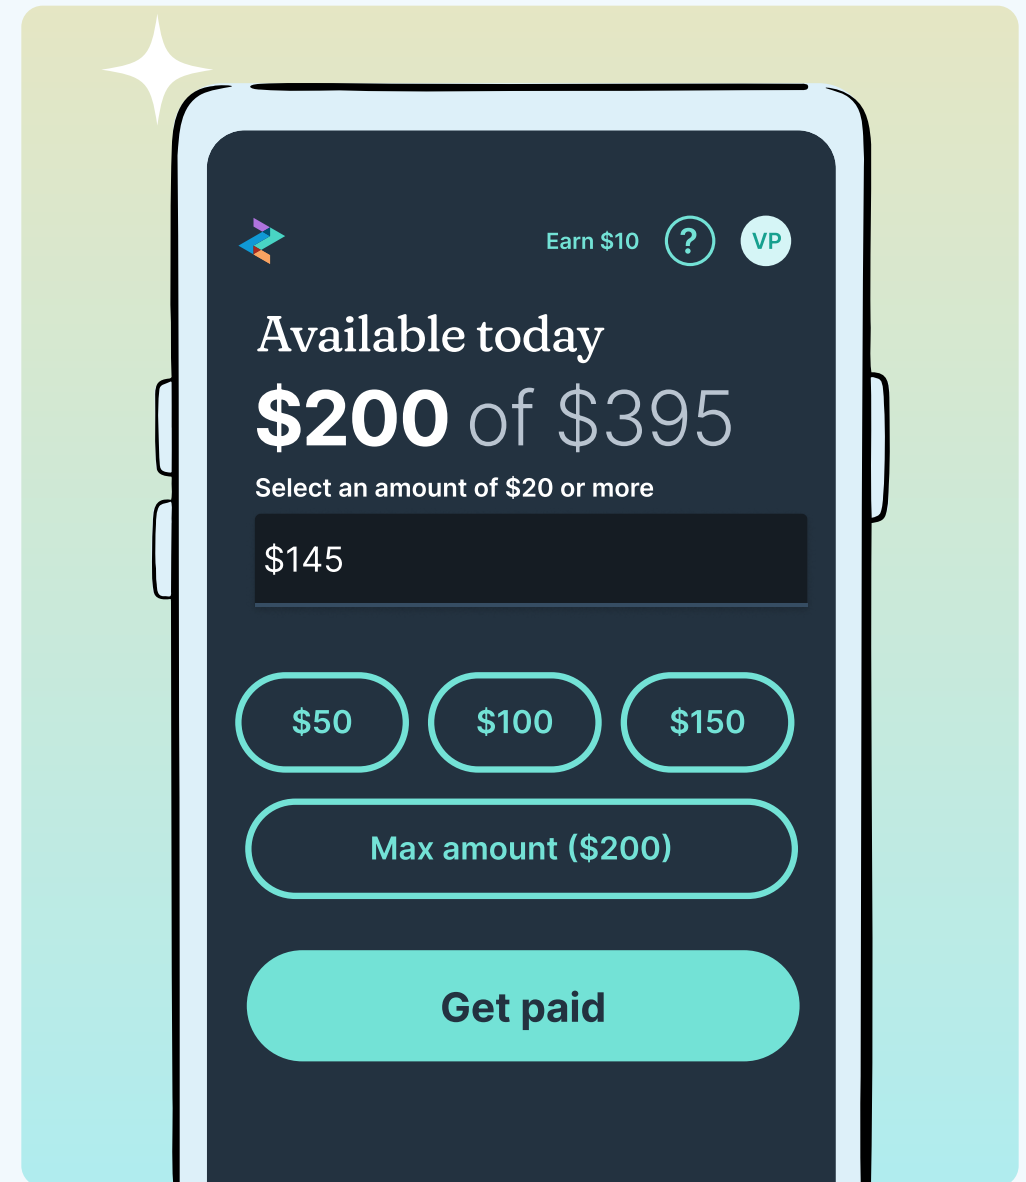 Earn $10 ? VP
Available today
$200 of $395
Select an amount of $20 or more
$145
$50 $100 $150
Max amount ($200)
Get paid